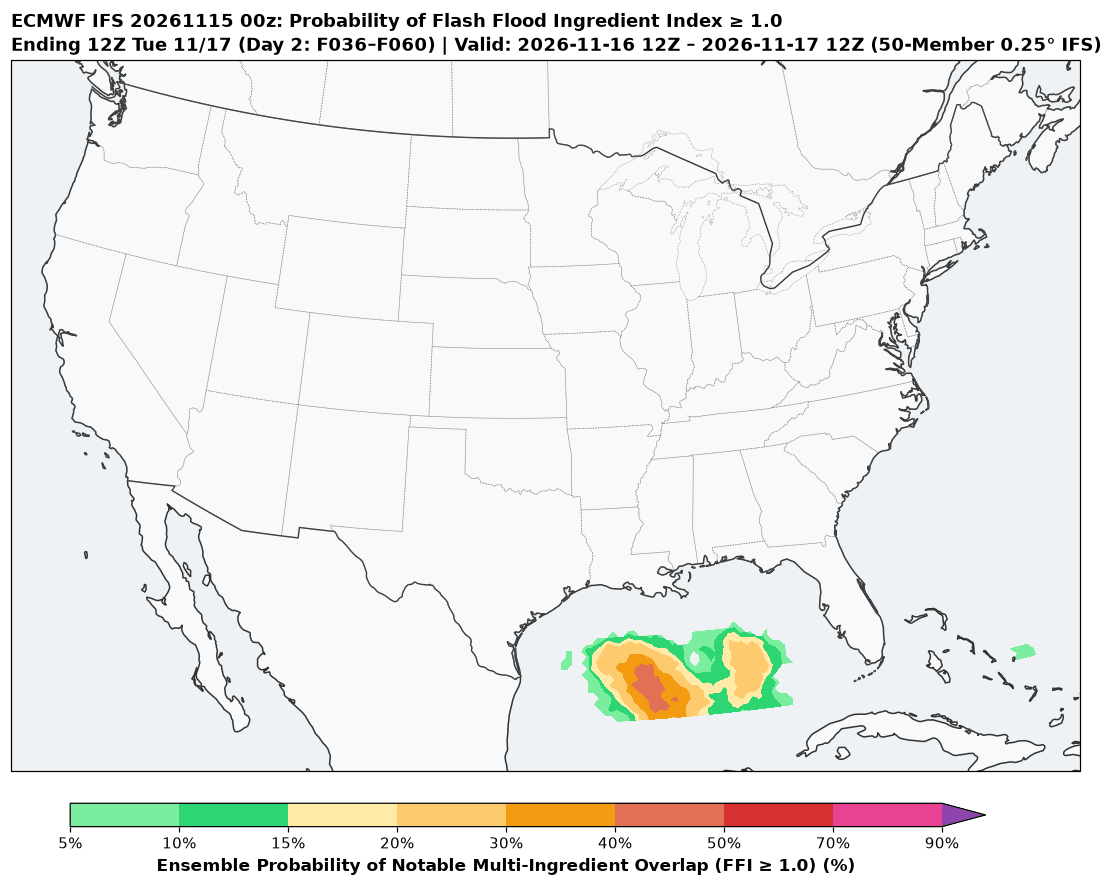 ECMWF IFS 20261115 00z: Probability of Flash Flood Ingredient Index ≥ 1.0
Ending 12Z Tue 11/17 (Day 2: F036–F060) | Valid: 2026-11-16 12Z – 2026-11-17 12Z (50-Member 0.25° IFS)
5% 10% 15% 20% 30% 40% 50% 70% 90%
Ensemble Probability of Notable Multi-Ingredient Overlap (FFI ≥ 1.0) (%)